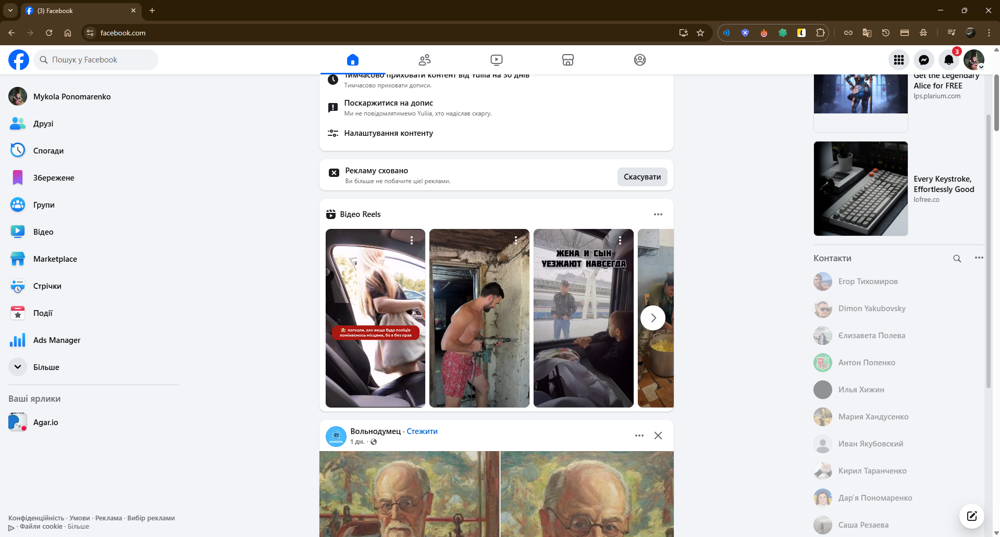 (3) Facebook
facebook.com
Пошук у Facebook
3
Mykola Ponomarenko
Друзі
Спогади
Збережене
Групи
Відео
Marketplace
Стрічки
Події
Ads Manager
Більше
Ваші ярлики
Agar.io
Конфіденційність · Умови · Реклама · Вибір реклами
· Файли cookie · Більше
Тимчасово приховати контент від Yuliia на 30 днів
Тимчасово приховати дописи.
Поскаржитися на допис
Ми не повідомлятимемо Yuliia, хто надіслав скаргу.
Налаштування контенту
Рекламу сховано
Ви більше не побачите цієї реклами.
Скасувати
Відео Reels
погнали, але якщо буде поліція
поміняємось місцями, бо я без прав
ЖЕНА И СЫН
УЕЗЖАЮТ НАВСЕГДА
Вольнодумец · Стежити
1 дн. ·
Get the Legendary
Alice for FREE
lps.plarium.com
Every Keystroke,
Effortlessly Good
lofree.co
Контакти
Егор Тихомиров
Dimon Yakubovsky
Єлизавета Полева
Антон Попенко
Илья Хижин
Мария Хандусенко
Иван Якубовский
Кирил Таранченко
Дар'я Пономаренко
Саша Резаева